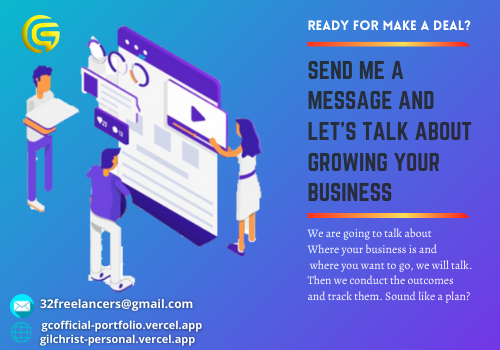 READY FOR MAKE A DEAL?
SEND ME A
MESSAGE AND
LET'S TALK ABOUT
GROWING YOUR
BUSINESS
We are going to talk about
Where your business is and
where you want to go, we will talk.
Then we conduct the outcomes
and track them. Sound like a plan?
32freelancers@gmail.com
gcofficial-portfolio.vercel.app
gilchrist-personal.vercel.app